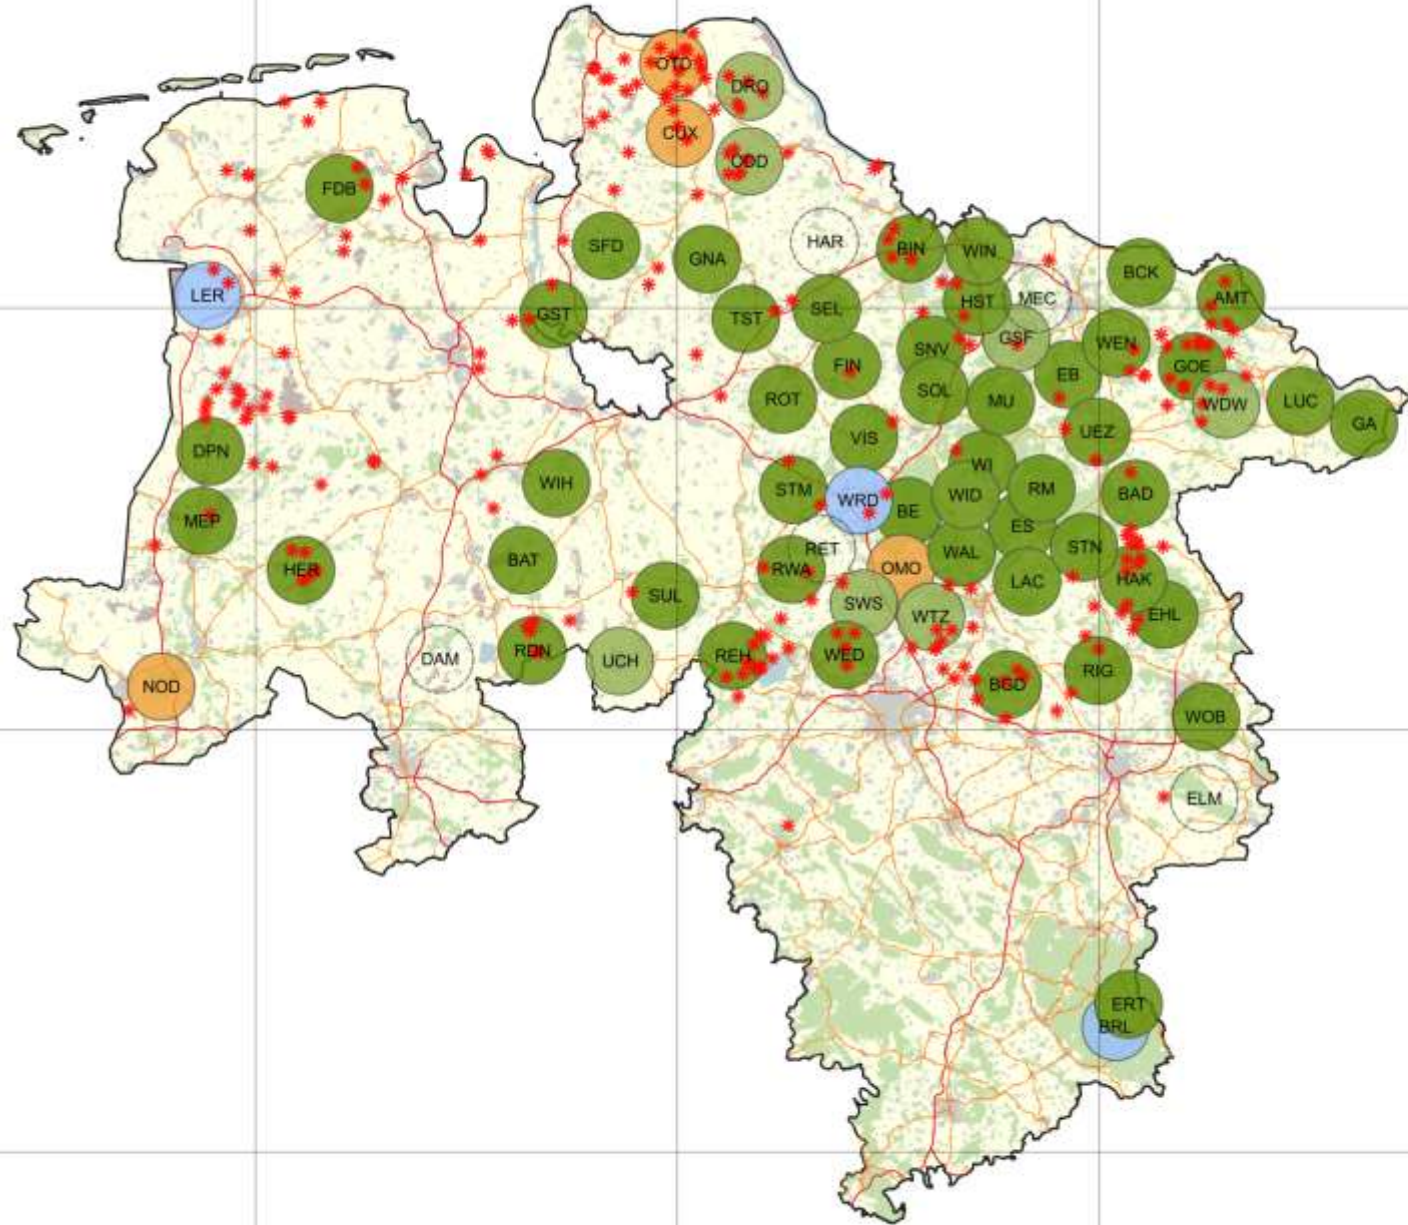 OTD
DRO
CUX
ODD
FDB
HAR
SFD
GNA
BIN
WIN
BCK
LER
GST
TST
SEL
HST
MEC
AMT
GSF
SNV
WEN
FIN
GOE
EB
ROT
SOL
MU
WDW
LUC
GA
VIS
UEZ
DPN
WI
WIH
STM
WRD
WID
RM
BAD
BE
MEP
ES
RET
STN
BAT
HER
RWA
OMO
WAL
LAC
HAK
SUL
SWS
WTZ
EHL
DAM
RDN
UCH
REH
WED
RIG
NOD
BGD
WOB
ELM
ERT
BRL